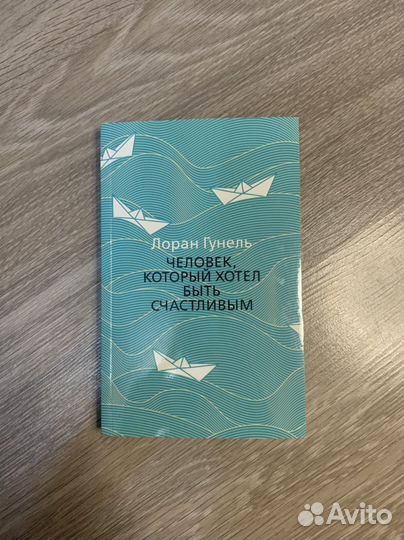 Лоран Гунель
ЧЕЛОВЕК,
КОТОРЫЙ ХОТЕЛ
БЫТЬ
СЧАСТЛИВЫМ
Avito